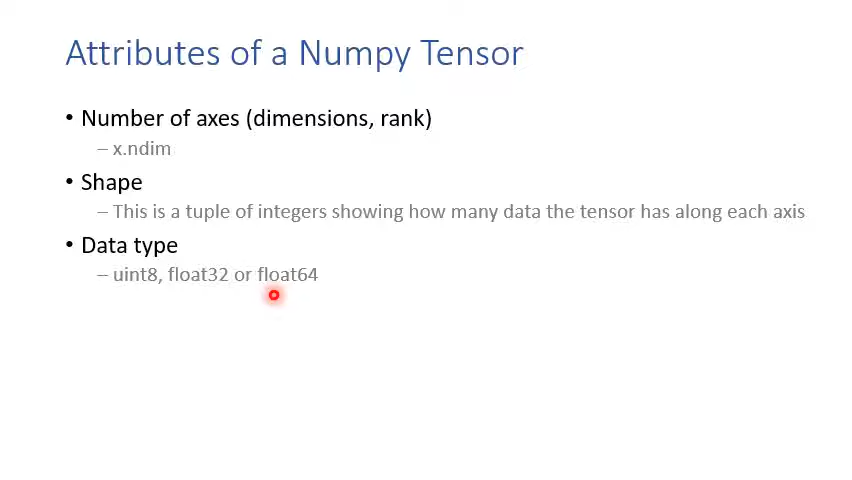 Attributes of a Numpy Tensor
• Number of axes (dimensions, rank)
– x.ndim
• Shape
– This is a tuple of integers showing how many data the tensor has along each axis
• Data type
– uint8, float32 or float64